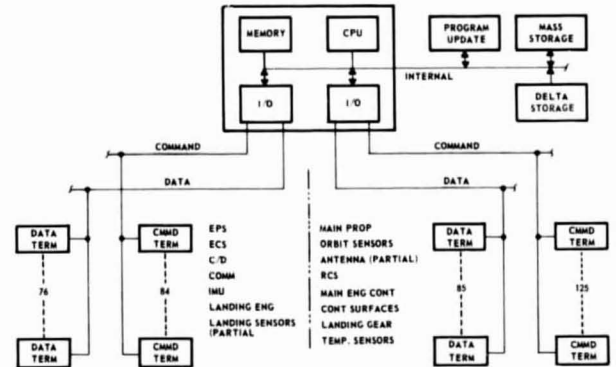 MEMORY
CPU
PROGRAM
UPDATE
MASS
STORAGE
INTERNAL
I/O
I/O
DELTA
STORAGE
COMMAND
COMMAND
DATA
DATA
DATA
TERM
CMMD
TERM
EPS
ECS
C/D
COMM
IMU
LANDING ENG
LANDING SENSORS
(PARTIAL
MAIN PROP
ORBIT SENSORS
ANTENNA (PARTIAL)
RCS
MAIN ENG CONT
CONT SURFACES
LANDING GEAR
TEMP. SENSORS
DATA
TERM
CMMD
TERM
76
84
85
125
DATA
TERM
CMMD
TERM
DATA
TERM
CMMD
TERM